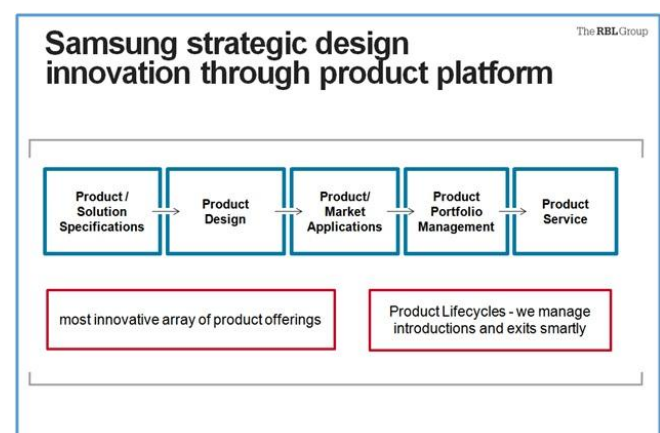 Samsung strategic design
innovation through product platform
The RBL Group
Product /
Solution
Specifications
Product
Design
Product/
Market
Applications
Product
Portfolio
Management
Product
Service
most innovative array of product offerings
Product Lifecycles - we manage
introductions and exits smartly